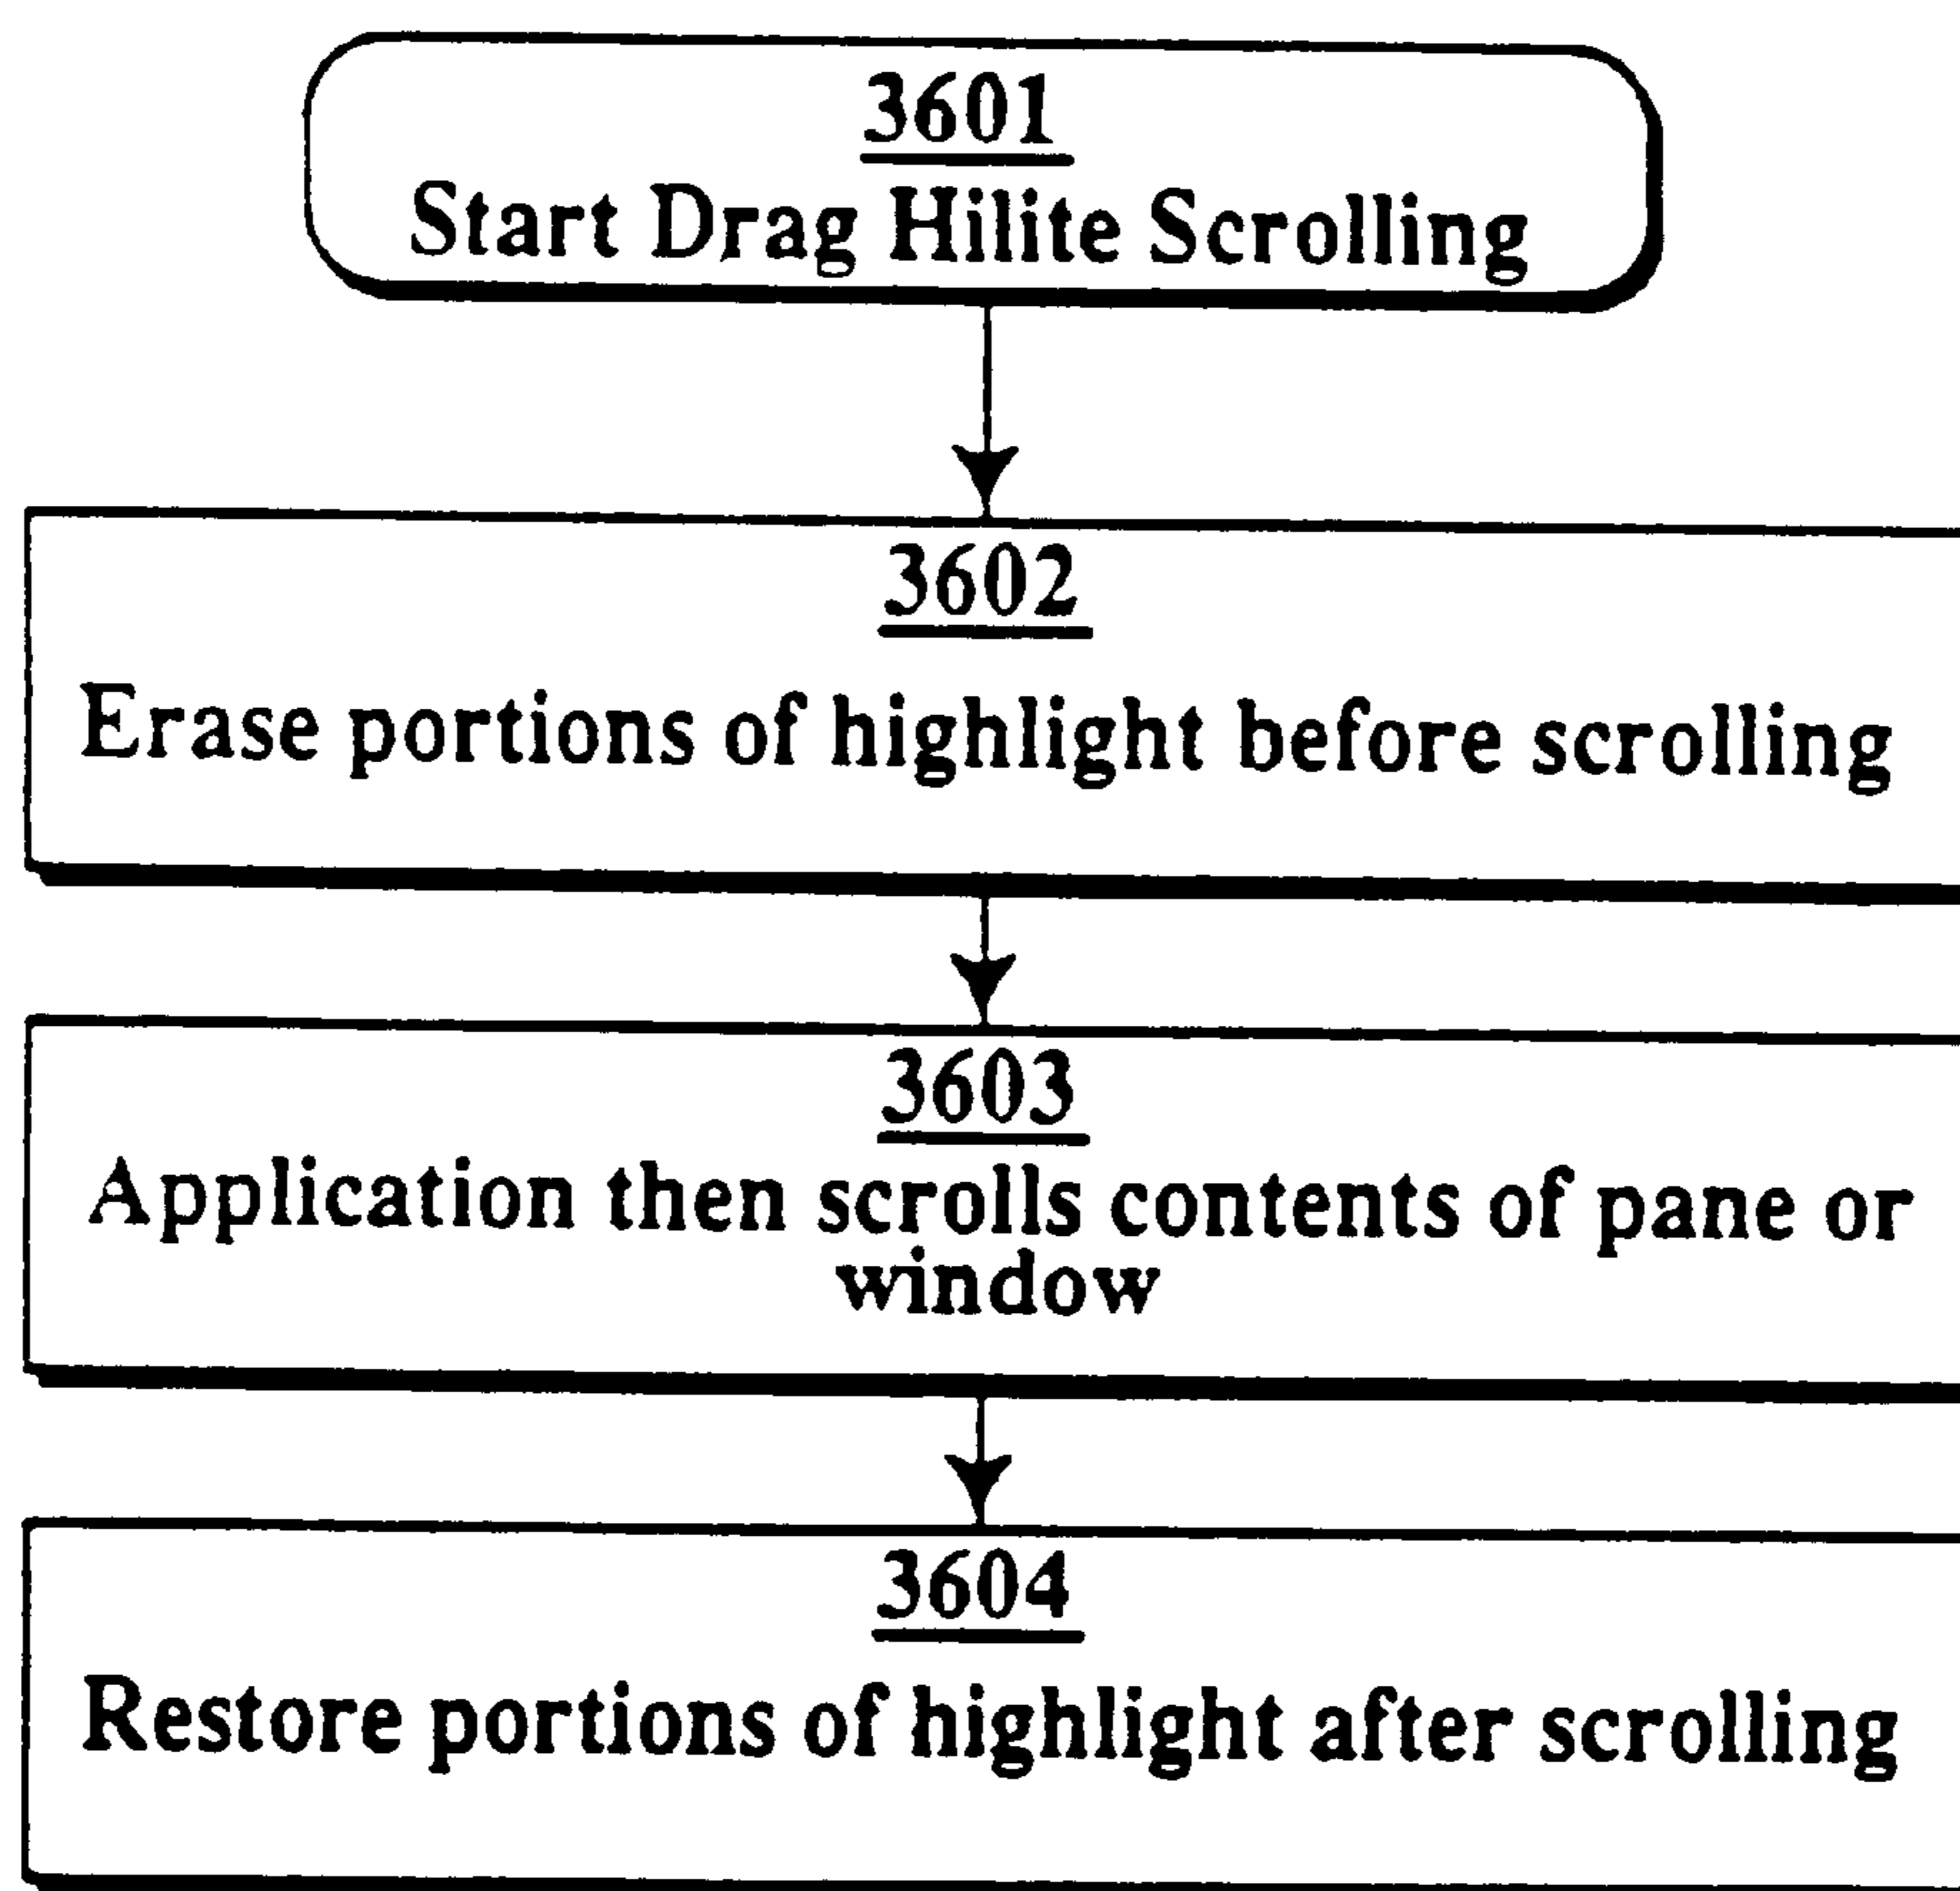 3601
Start Drag Hilite Scrolling
3602
Erase portions of highlight before scrolling
3603
Application then scrolls contents of pane or
window
3604
Restore portions of highlight after scrolling